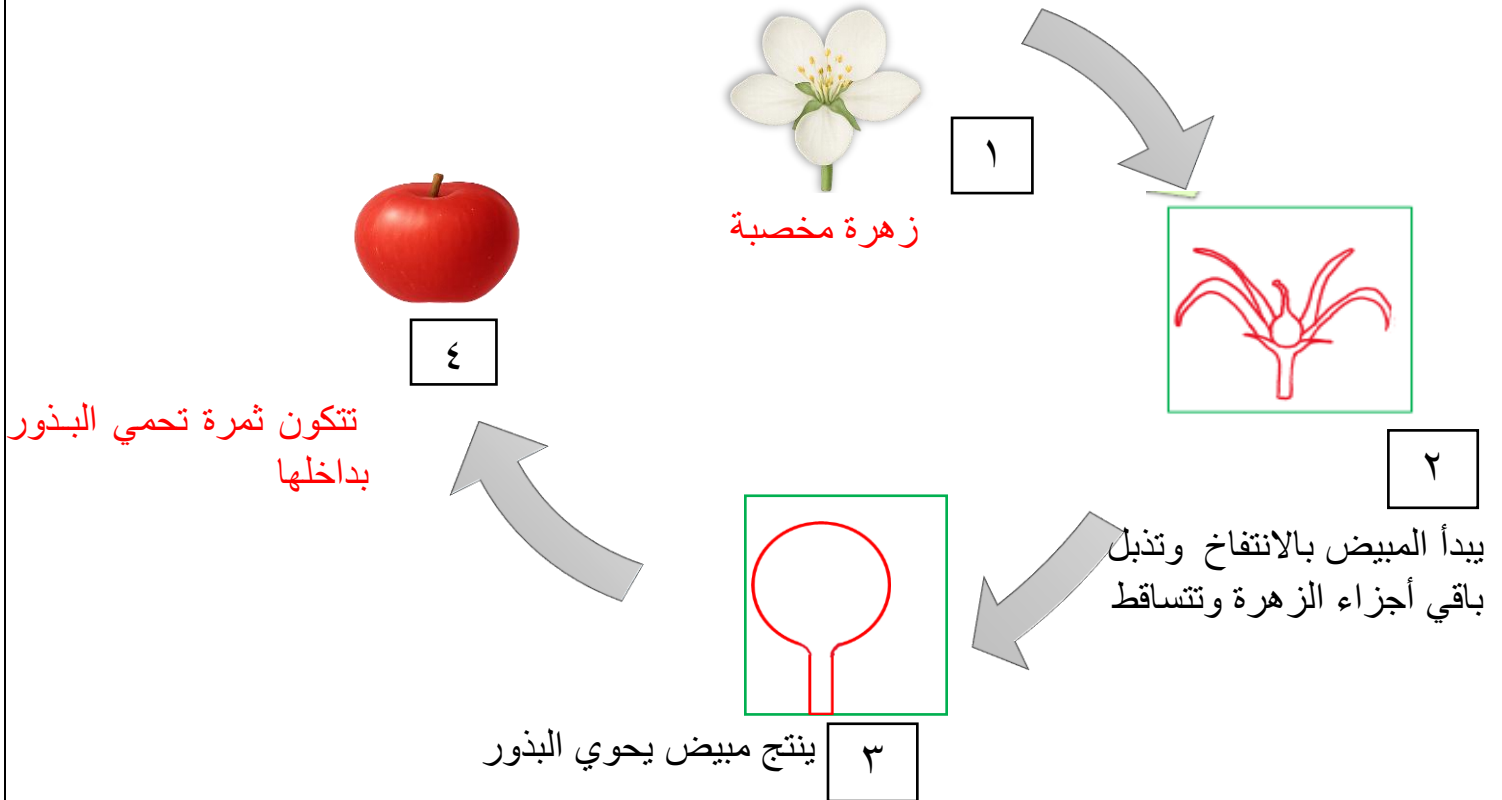 ١
زهرة مخصبة
٢
يبدأ المبيض بالانتفاخ وتذبل
باقي أجزاء الزهرة وتتساقط
٣
ينتج مبيض يحوي البذور
٤
تتكون ثمرة تحمي البـذور
بداخلها